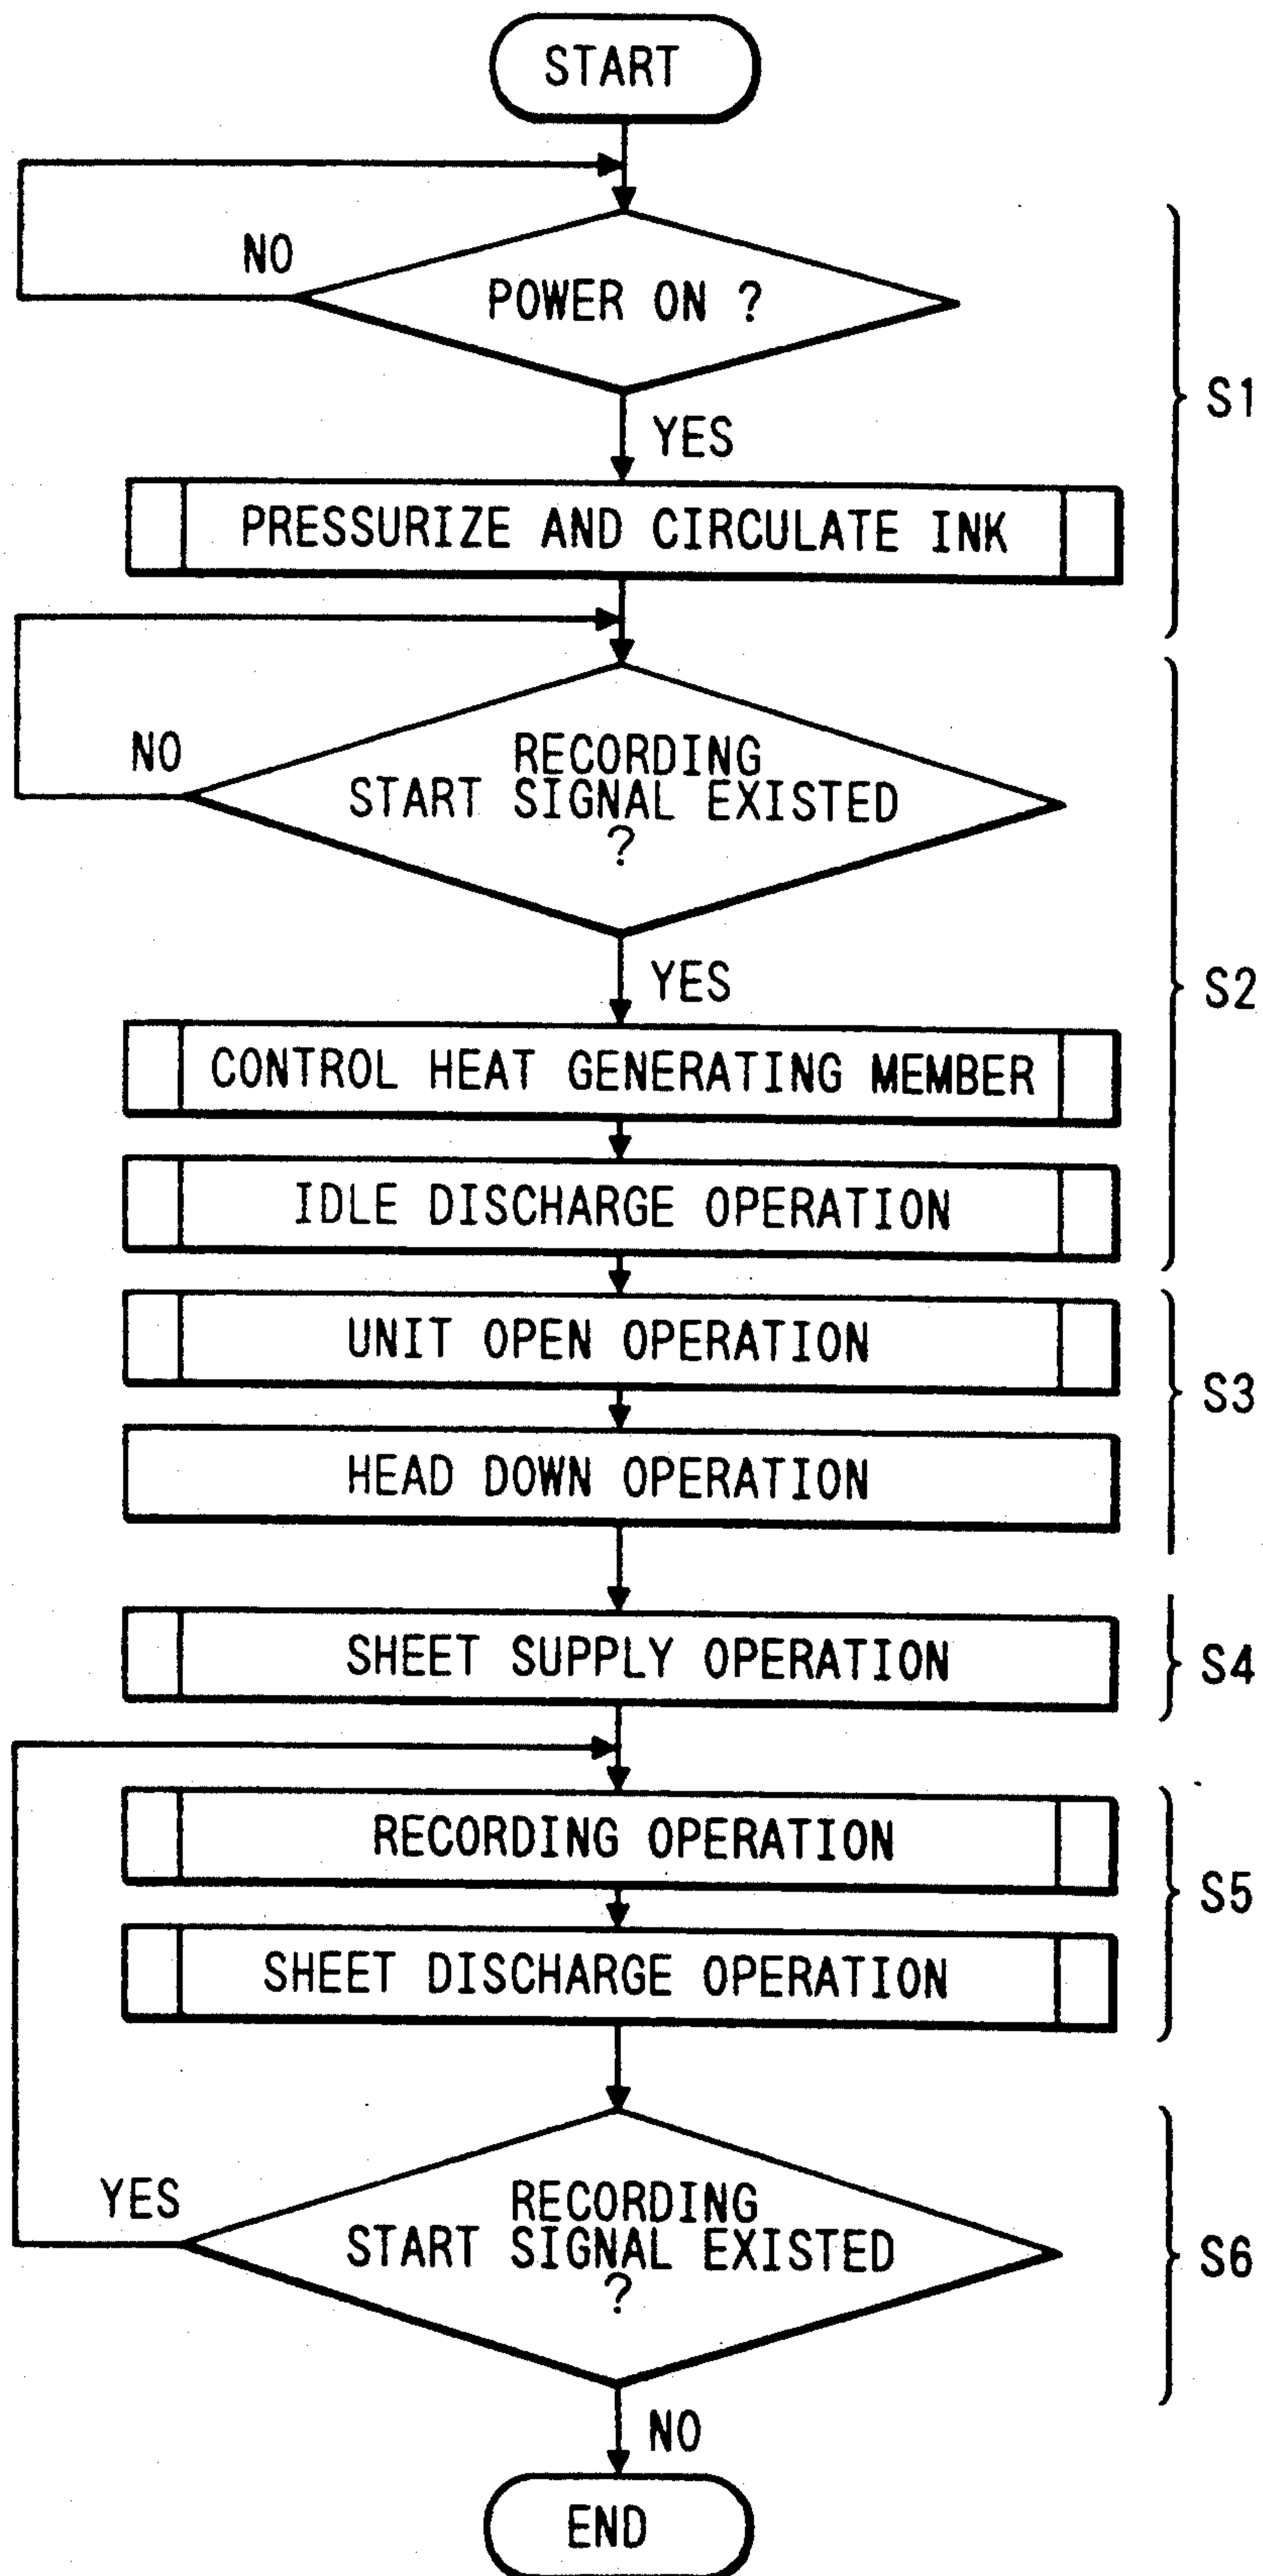 START
NO
POWER ON ?
S1
YES
PRESSURIZE AND CIRCULATE INK
NO
RECORDING
START SIGNAL EXISTED
?
YES
S2
CONTROL HEAT GENERATING MEMBER
IDLE DISCHARGE OPERATION
UNIT OPEN OPERATION
S3
HEAD DOWN OPERATION
SHEET SUPPLY OPERATION
S4
RECORDING OPERATION
S5
SHEET DISCHARGE OPERATION
YES
RECORDING
START SIGNAL EXISTED
?
S6
NO
END